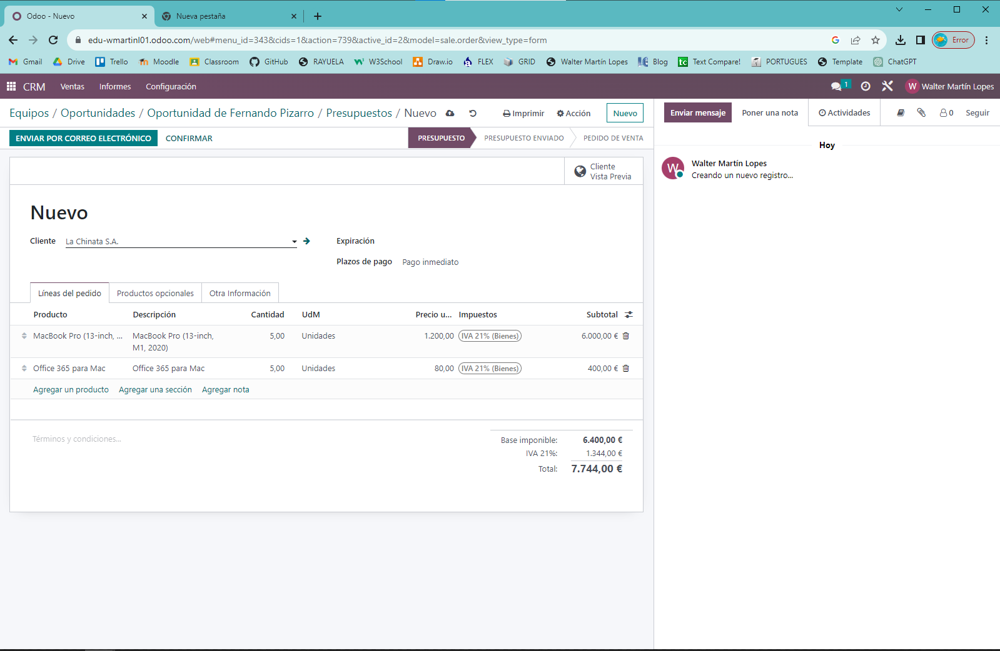 Odoo - Nuevo
Nueva pestaña
edu-wmartinl01.odoo.com/web#menu_id=343&cids=1&action=739&active_id=2&model=sale.order&view_type=form
Error
Gmail Drive Trello Moodle Classroom GitHub RAYUELA W3School Draw.io FLEX GRID Walter Martín Lopes Blog Text Compare! PORTUGUES Template ChatGPT
CRM Ventas Informes Configuración
1 W Walter Martín Lopes
Equipos / Oportunidades / Oportunidad de Fernando Pizarro / Presupuestos / Nuevo Imprimir Acción Nuevo
Enviar mensaje Poner una nota Actividades 0 Seguir
ENVIAR POR CORREO ELECTRÓNICO CONFIRMAR PRESUPUESTO PRESUPUESTO ENVIADO PEDIDO DE VENTA
Hoy
W Walter Martín Lopes
Creando un nuevo registro...
Cliente
Vista Previa
Nuevo
Cliente La Chinata S.A.
Expiración
Plazos de pago Pago inmediato
Líneas del pedido Productos opcionales Otra Información
Producto Descripción Cantidad UdM Precio u... Impuestos Subtotal
MacBook Pro (13-inch, ... MacBook Pro (13-inch, 5,00 Unidades 1.200,00 IVA 21% (Bienes) 6.000,00 €
M1, 2020)
Office 365 para Mac Office 365 para Mac 5,00 Unidades 80,00 IVA 21% (Bienes) 400,00 €
Agregar un producto Agregar una sección Agregar nota
Términos y condiciones...
Base imponible: 6.400,00 €
IVA 21%: 1.344,00 €
Total: 7.744,00 €